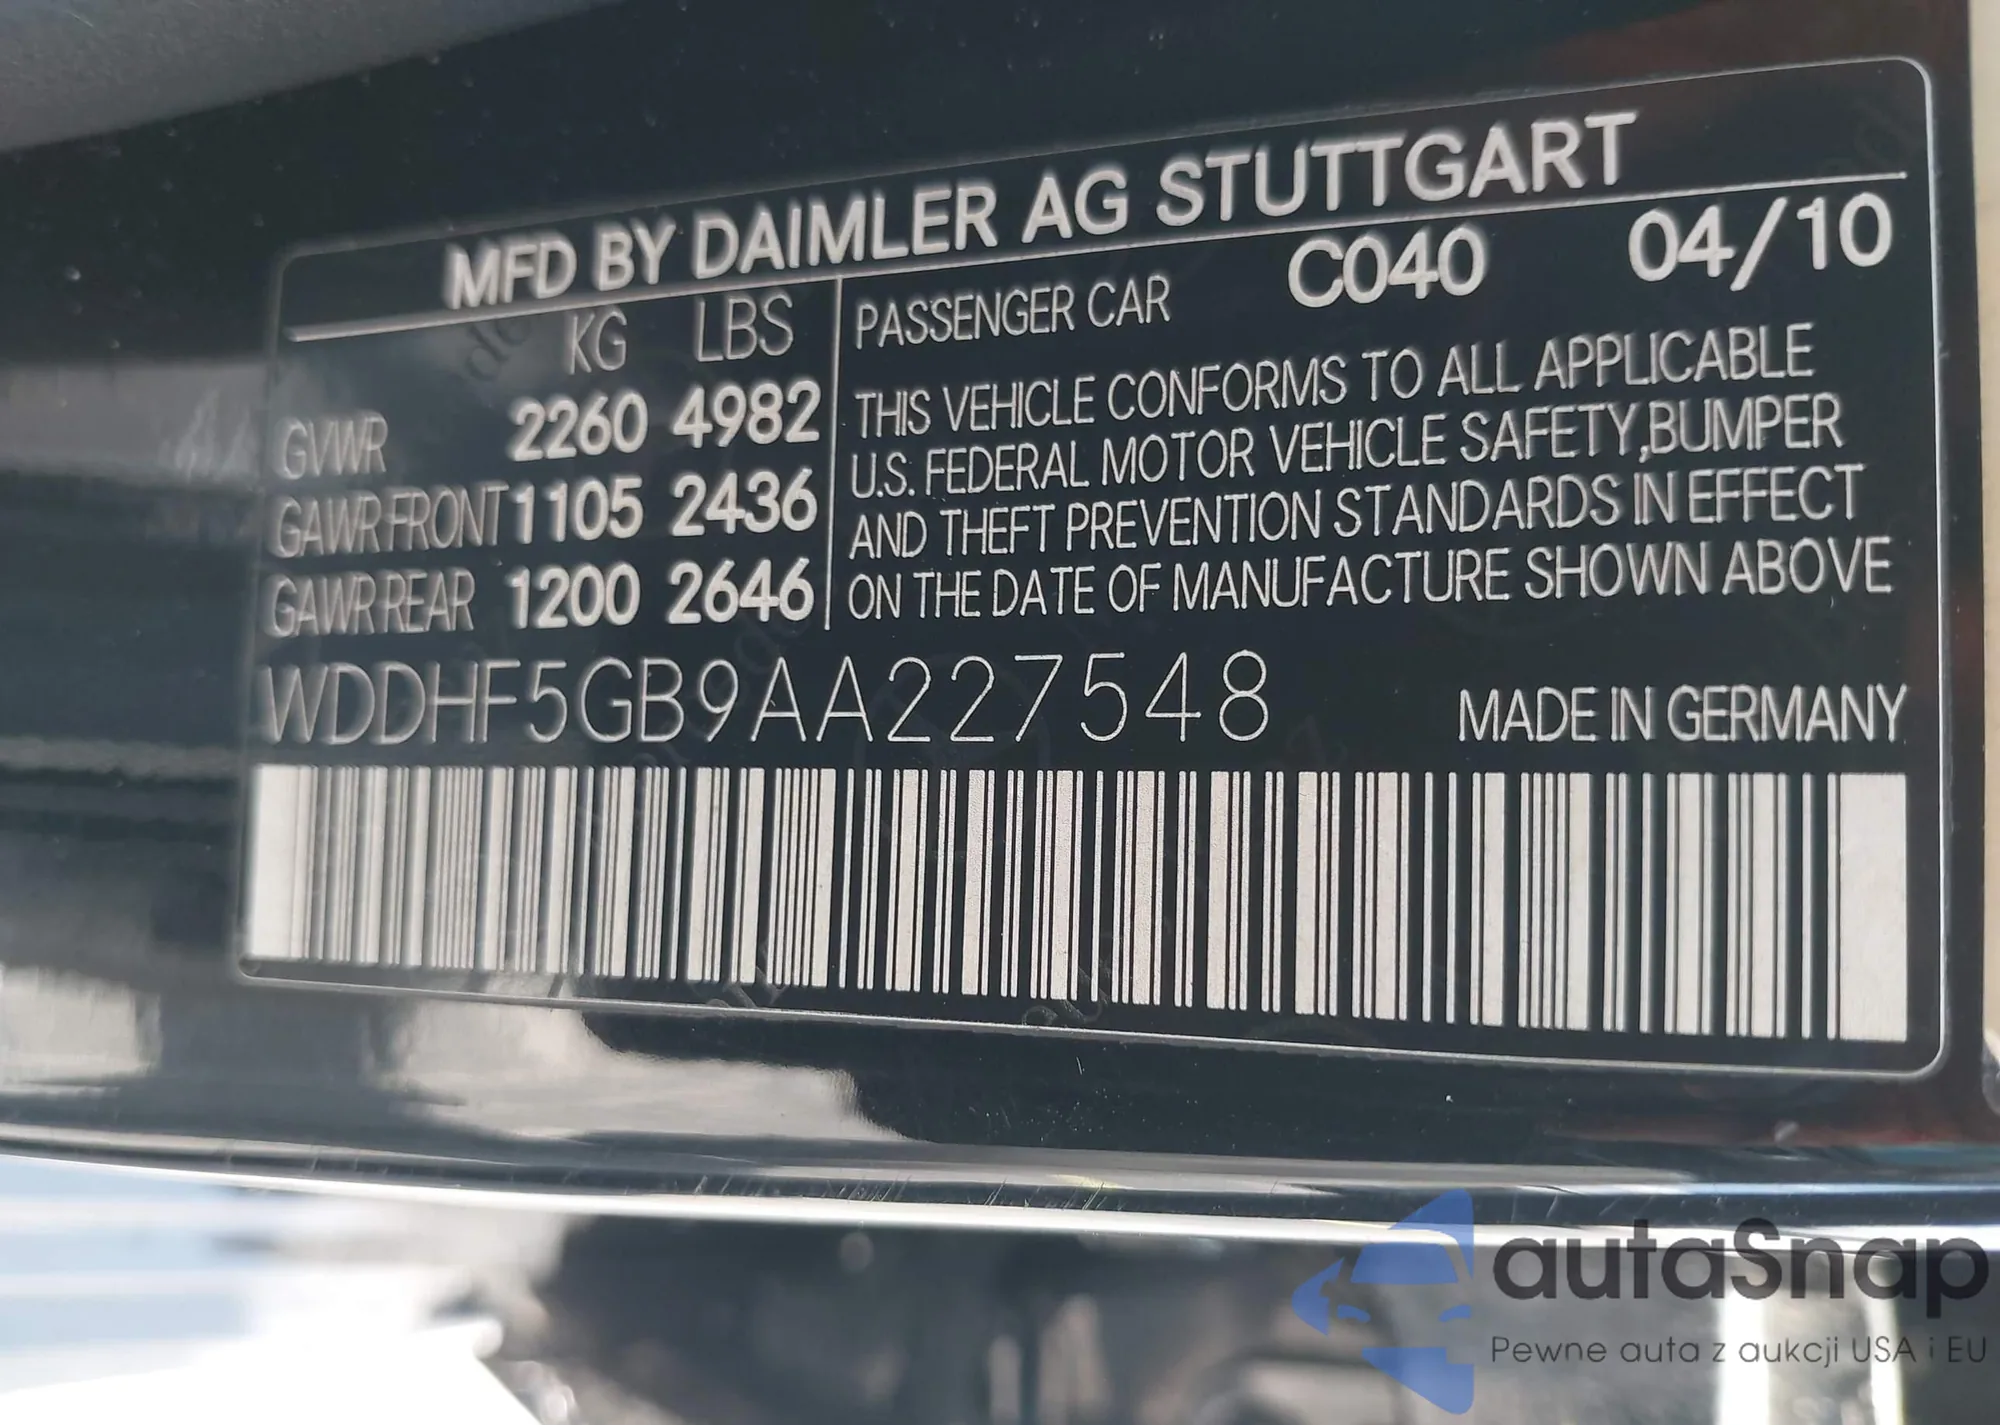 MFD BY DAIMLER AG STUTTGART
KG LBS
GVWR 2260 4982
GAWR FRONT 1105 2436
GAWR REAR 1200 2646
PASSENGER CAR C040 04/10
THIS VEHICLE CONFORMS TO ALL APPLICABLE
U.S. FEDERAL MOTOR VEHICLE SAFETY,BUMPER
AND THEFT PREVENTION STANDARDS IN EFFECT
ON THE DATE OF MANUFACTURE SHOWN ABOVE
WDDHF5GB9AA227548
MADE IN GERMANY
autaSnap
Pewne auta z aukcji USA i EU